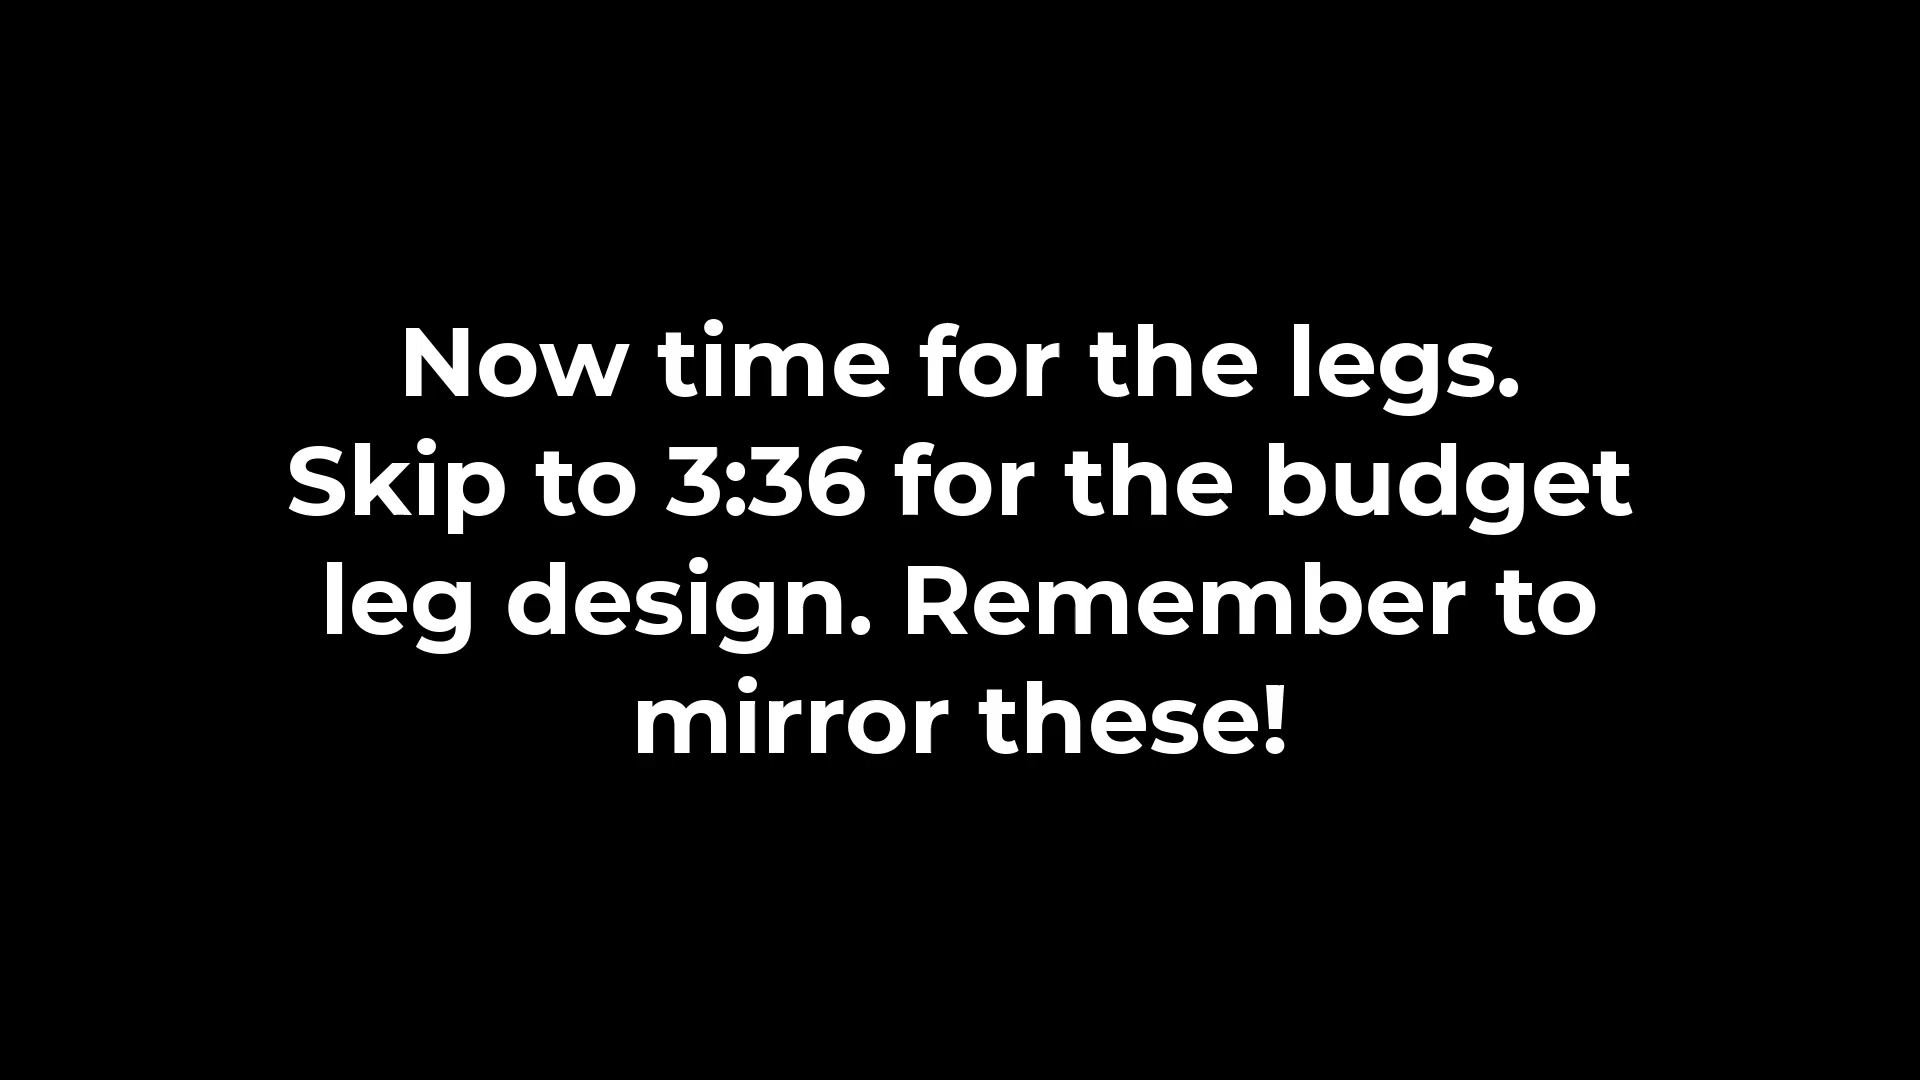 Now time for the legs.
Skip to 3:36 for the budget
leg design. Remember to
mirror these!